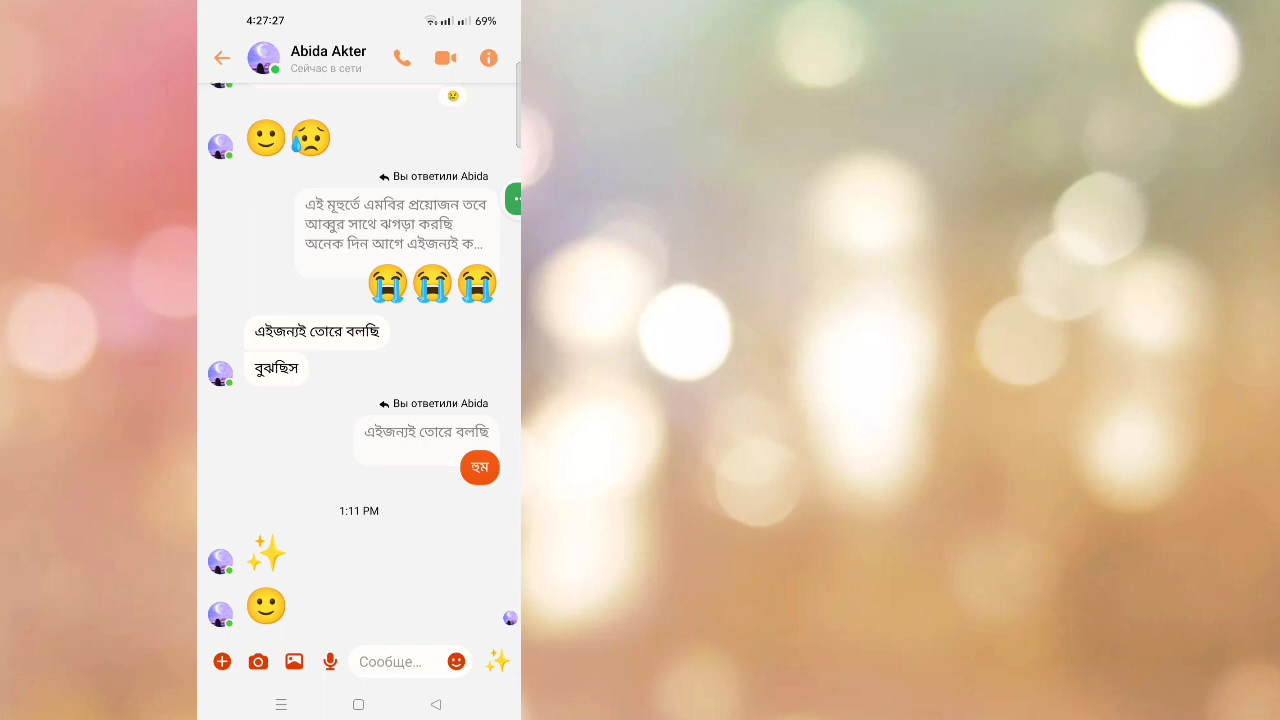 4:27:27
69%
Abida Akter
Сейчас в сети
Вы ответили Abida
এই মূহুর্তে এমবির প্রয়োজন তবে
আব্বুর সাথে ঝগড়া করছি
অনেক দিন আগে এইজন্যই ক...
এইজন্যই তোরে বলছি
বুঝছিস
Вы ответили Abida
এইজন্যই তোরে বলছি
হুম
1:11 PM
Сообще...